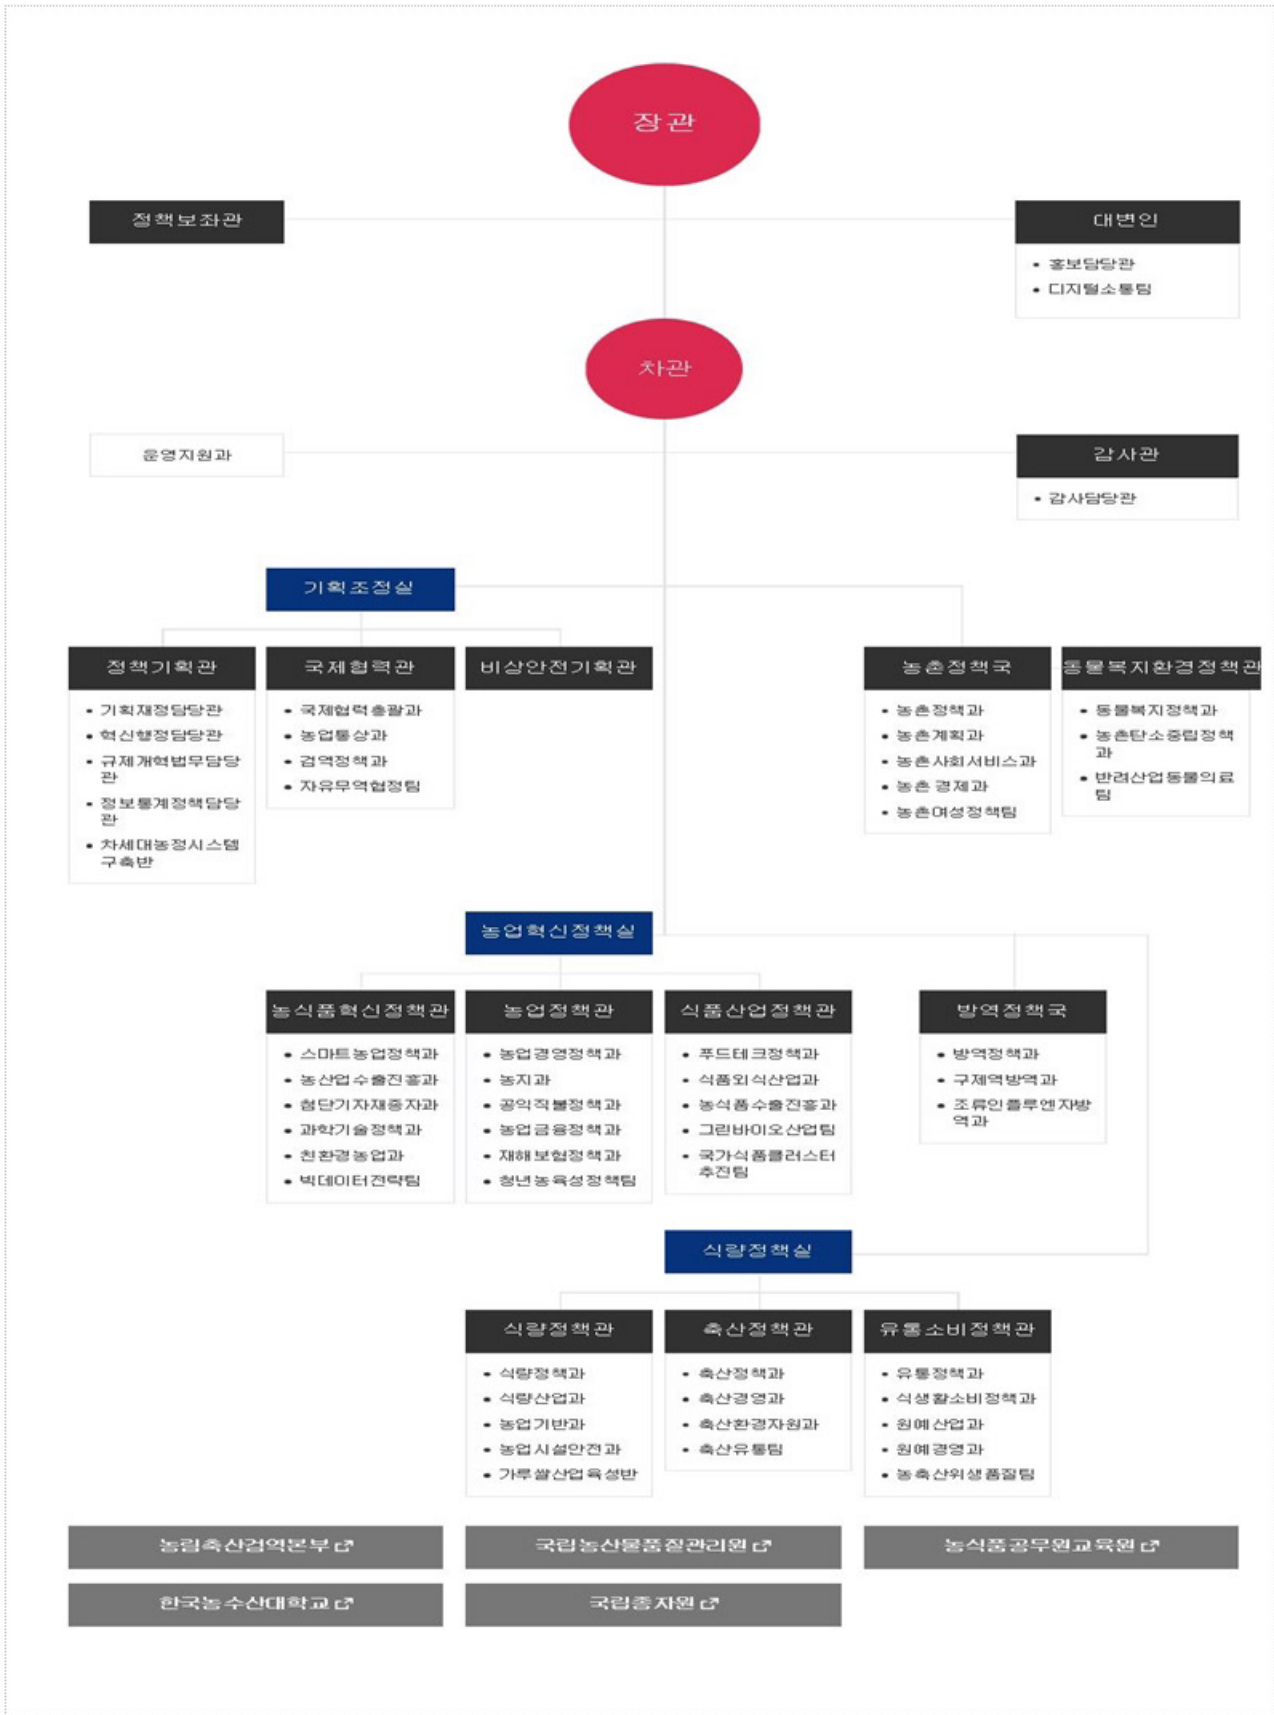 장관
정책보좌관
대변인
• 홍보담당관
• 디지털소통팀
차관
운영지원과
감사관
• 감사담당관
기획조정실
정책기획관
• 기획재정담당관
• 혁신행정담당관
• 규제개혁법무담당
관
• 정보통계정책담당
관
• 차세대농정시스템
구축반
국제협력관
• 국제협력총괄과
• 농업통상과
• 검역정책과
• 자유무역협정팀
비상안전기획관
농촌정책국
• 농촌정책과
• 농촌계획과
• 농촌사회서비스과
• 농촌경제과
• 농촌여성정책팀
동물복지환경정책관
• 동물복지정책과
• 농촌탄소중립정책
과
• 반려산업동물의료
팀
농업혁신정책실
농식품혁신정책관
• 스마트농업정책과
• 농산업수출진흥과
• 첨단기자재종자과
• 과학기술정책과
• 친환경농업과
• 빅데이터전략팀
농업정책관
• 농업경영정책과
• 농지과
• 공익직불정책과
• 농업금융정책과
• 재해보험정책과
• 청년농육성정책팀
식품산업정책관
• 푸드테크정책과
• 식품외식산업과
• 농식품수출진흥과
• 그린바이오산업팀
• 국가식품클러스터
추진팀
방역정책국
• 방역정책과
• 구제역방역과
• 조류인플루엔자방
역과
식량정책실
식량정책관
• 식량정책과
• 식량산업과
• 농업기반과
• 농업시설안전과
• 가루쌀산업육성반
축산정책관
• 축산정책과
• 축산경영과
• 축산환경자원과
• 축산유통팀
유통소비정책관
• 유통정책과
• 식생활소비정책과
• 원예산업과
• 원예경영과
• 농축산위생품질팀
농림축산검역본부
국립농산물품질관리원
농식품공무원교육원
한국농수산대학교
국립종자원